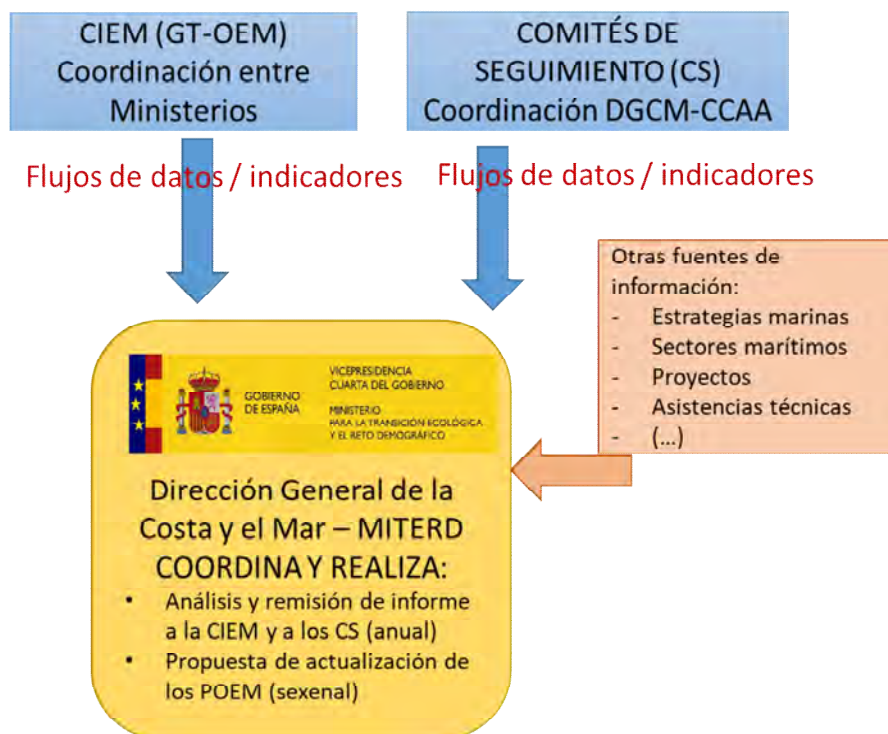 CIEM (GT-OEM)
Coordinación entre
Ministerios
COMITÉS DE
SEGUIMIENTO (CS)
Coordinación DGCM-CCAA
Flujos de datos / indicadores
Flujos de datos / indicadores
Otras fuentes de
información:
- Estrategias marinas
- Sectores marítimos
- Proyectos
- Asistencias técnicas
- (...)
GOBIERNO
DE ESPAÑA
VICEPRESIDENCIA
CUARTA DEL GOBIERNO
MINISTERIO
PARA LA TRANSICIÓN ECOLÓGICA
Y EL RETO DEMOGRÁFICO
Dirección General de la
Costa y el Mar – MITERD
COORDINA Y REALIZA:
• Análisis y remisión de informe
a la CIEM y a los CS (anual)
• Propuesta de actualización de
los POEM (sexenal)